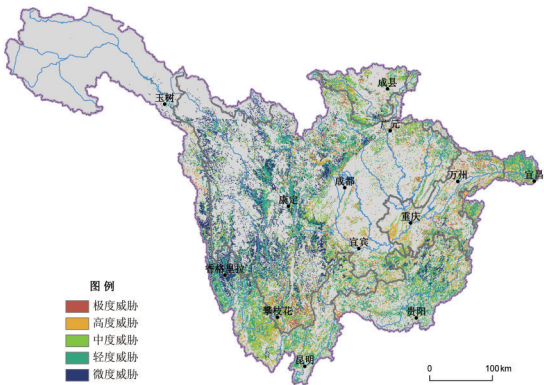 成县
玉树
广元
万州
宜昌
成都
康定
重庆
宜宾
香格里拉
图例
极度威胁
高度威胁
中度威胁
轻度威胁
微度威胁
攀枝花
贵阳
昆明
0 100 km